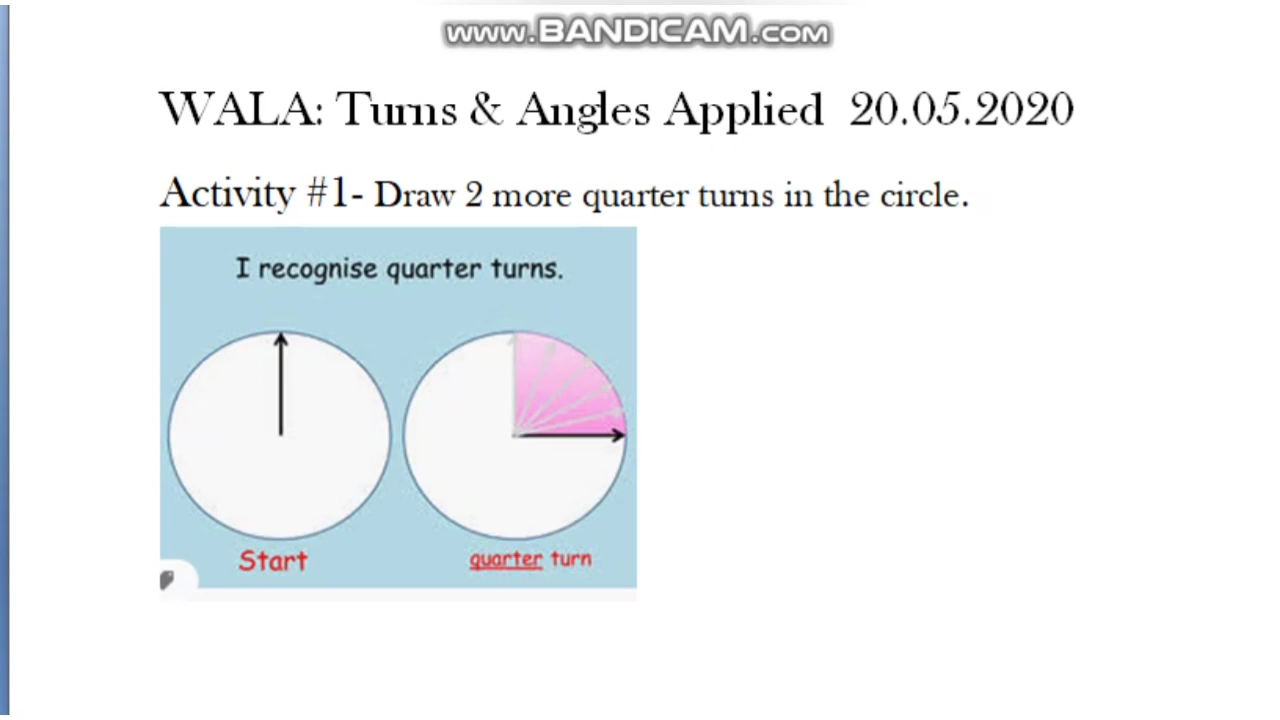 www.BANDICAM.com
WALA: Turns & Angles Applied 20.05.2020
Activity #1- Draw 2 more quarter turns in the circle.
I recognise quarter turns.
Start
quarter turn